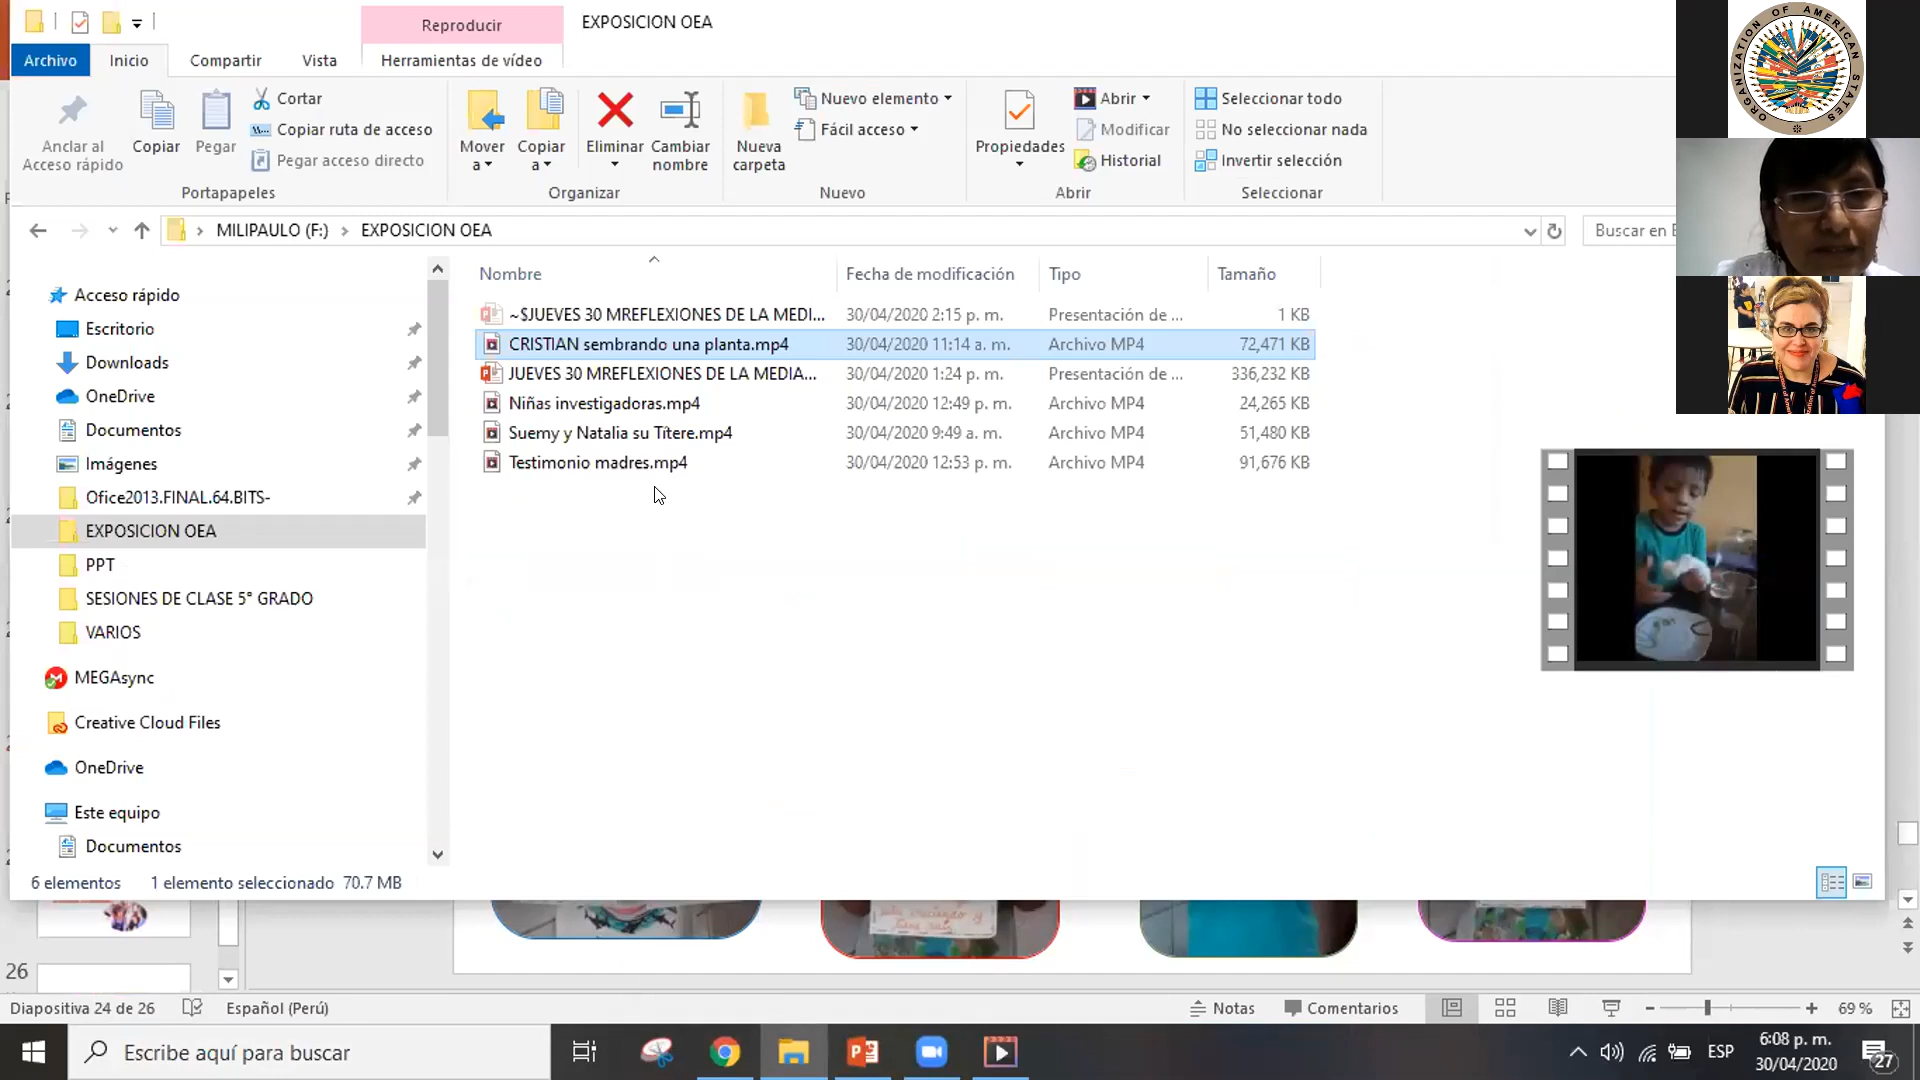 Reproducir
EXPOSICION OEA
Archivo
Inicio
Compartir
Vista
Herramientas de vídeo
Anclar al
Acceso rápido
Copiar
Pegar
Cortar
Copiar ruta de acceso
Pegar acceso directo
Portapapeles
Mover
a
Copiar
a
Eliminar
Cambiar
nombre
Organizar
Nueva
carpeta
Nuevo elemento
Fácil acceso
Nuevo
Propiedades
Abrir
Modificar
Historial
Abrir
Seleccionar todo
No seleccionar nada
Invertir selección
Seleccionar
ORGANIZATION OF AMERICAN STATES
MILIPAULO (F:) > EXPOSICION OEA
Buscar en E
Nombre Fecha de modificación Tipo Tamaño
~$JUEVES 30 MREFLEXIONES DE LA MEDI... 30/04/2020 2:15 p. m. Presentación de ... 1 KB
CRISTIAN sembrando una planta.mp4 30/04/2020 11:14 a. m. Archivo MP4 72,471 KB
JUEVES 30 MREFLEXIONES DE LA MEDIA... 30/04/2020 1:24 p. m. Presentación de ... 336,232 KB
Niñas investigadoras.mp4 30/04/2020 12:49 p. m. Archivo MP4 24,265 KB
Suemy y Natalia su Títere.mp4 30/04/2020 9:49 a. m. Archivo MP4 51,480 KB
Testimonio madres.mp4 30/04/2020 12:53 p. m. Archivo MP4 91,676 KB
Acceso rápido
Escritorio
Downloads
OneDrive
Documentos
Imágenes
Ofice2013.FINAL.64.BITS-
EXPOSICION OEA
PPT
SESIONES DE CLASE 5° GRADO
VARIOS
MEGAsync
Creative Cloud Files
OneDrive
Este equipo
Documentos
6 elementos 1 elemento seleccionado 70.7 MB
26
Diapositiva 24 de 26 Español (Perú) Notas Comentarios 69 %
Escribe aquí para buscar
ESP
6:08 p. m.
30/04/2020
27